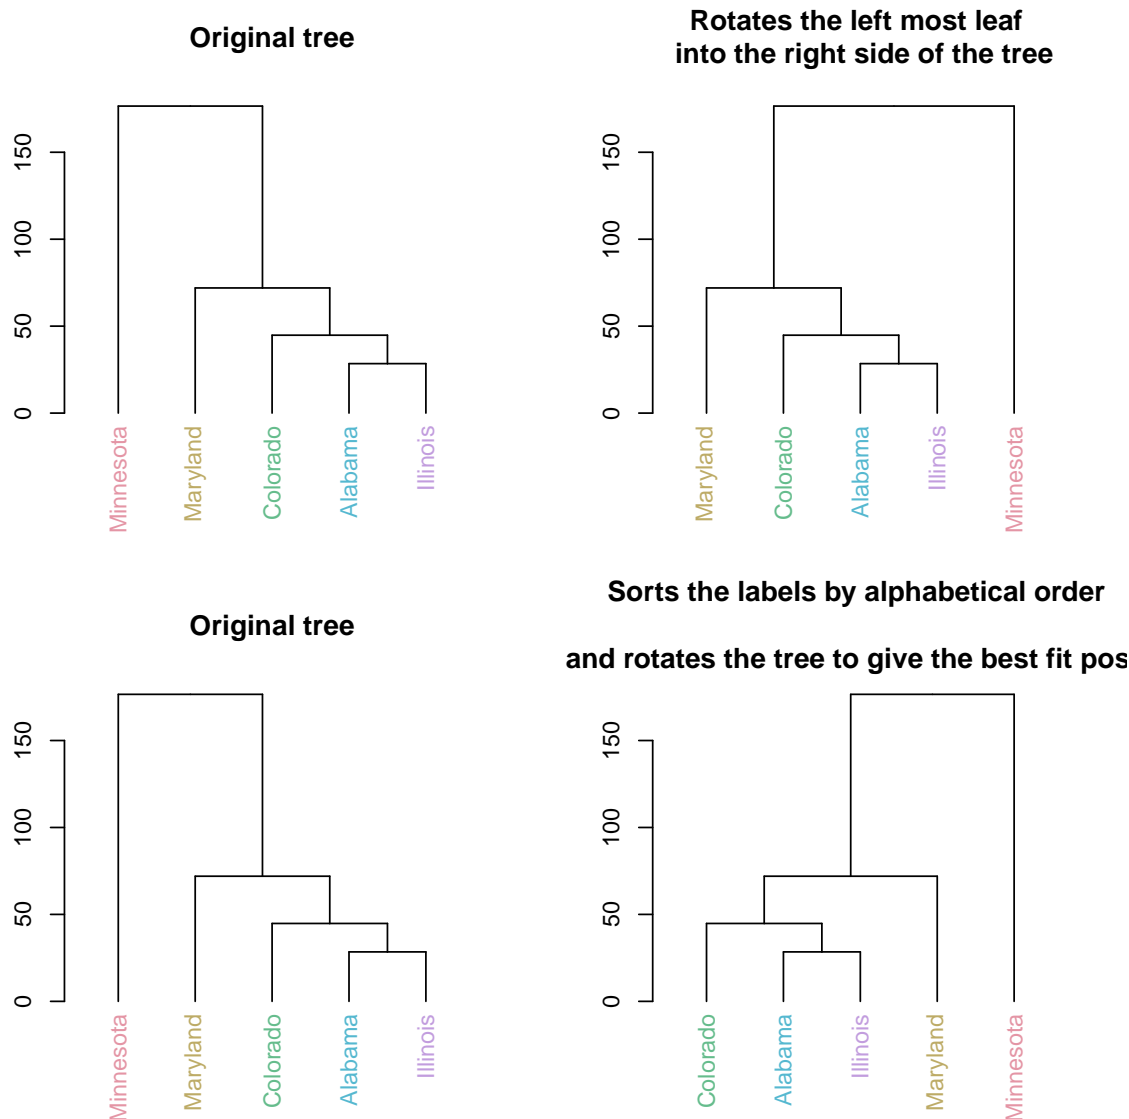 Original tree
150
100
50
0
Minnesota
Maryland
Colorado
Alabama
Illinois
Rotates the left most leaf
into the right side of the tree
150
100
50
0
Maryland
Colorado
Alabama
Illinois
Minnesota
Original tree
150
100
50
0
Minnesota
Maryland
Colorado
Alabama
Illinois
Sorts the labels by alphabetical order
and rotates the tree to give the best fit pos
150
100
50
0
Colorado
Alabama
Illinois
Maryland
Minnesota